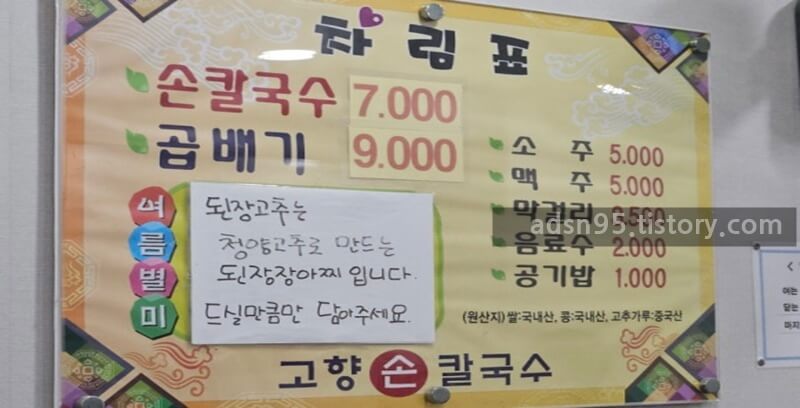 차림표
손칼국수 7.000
곱배기 9.000
소주 5.000
맥주 5.000
막걸리
음료수 2.000
공기밥 1.000
여름별미
된장고추는
청양고추로 만드는
된장장아찌 입니다.
드실만큼만 담아주세요.
(원산지)쌀:국내산, 콩:국내산, 고추가루:중국산
고향손칼국수
adsn95.tistory.com